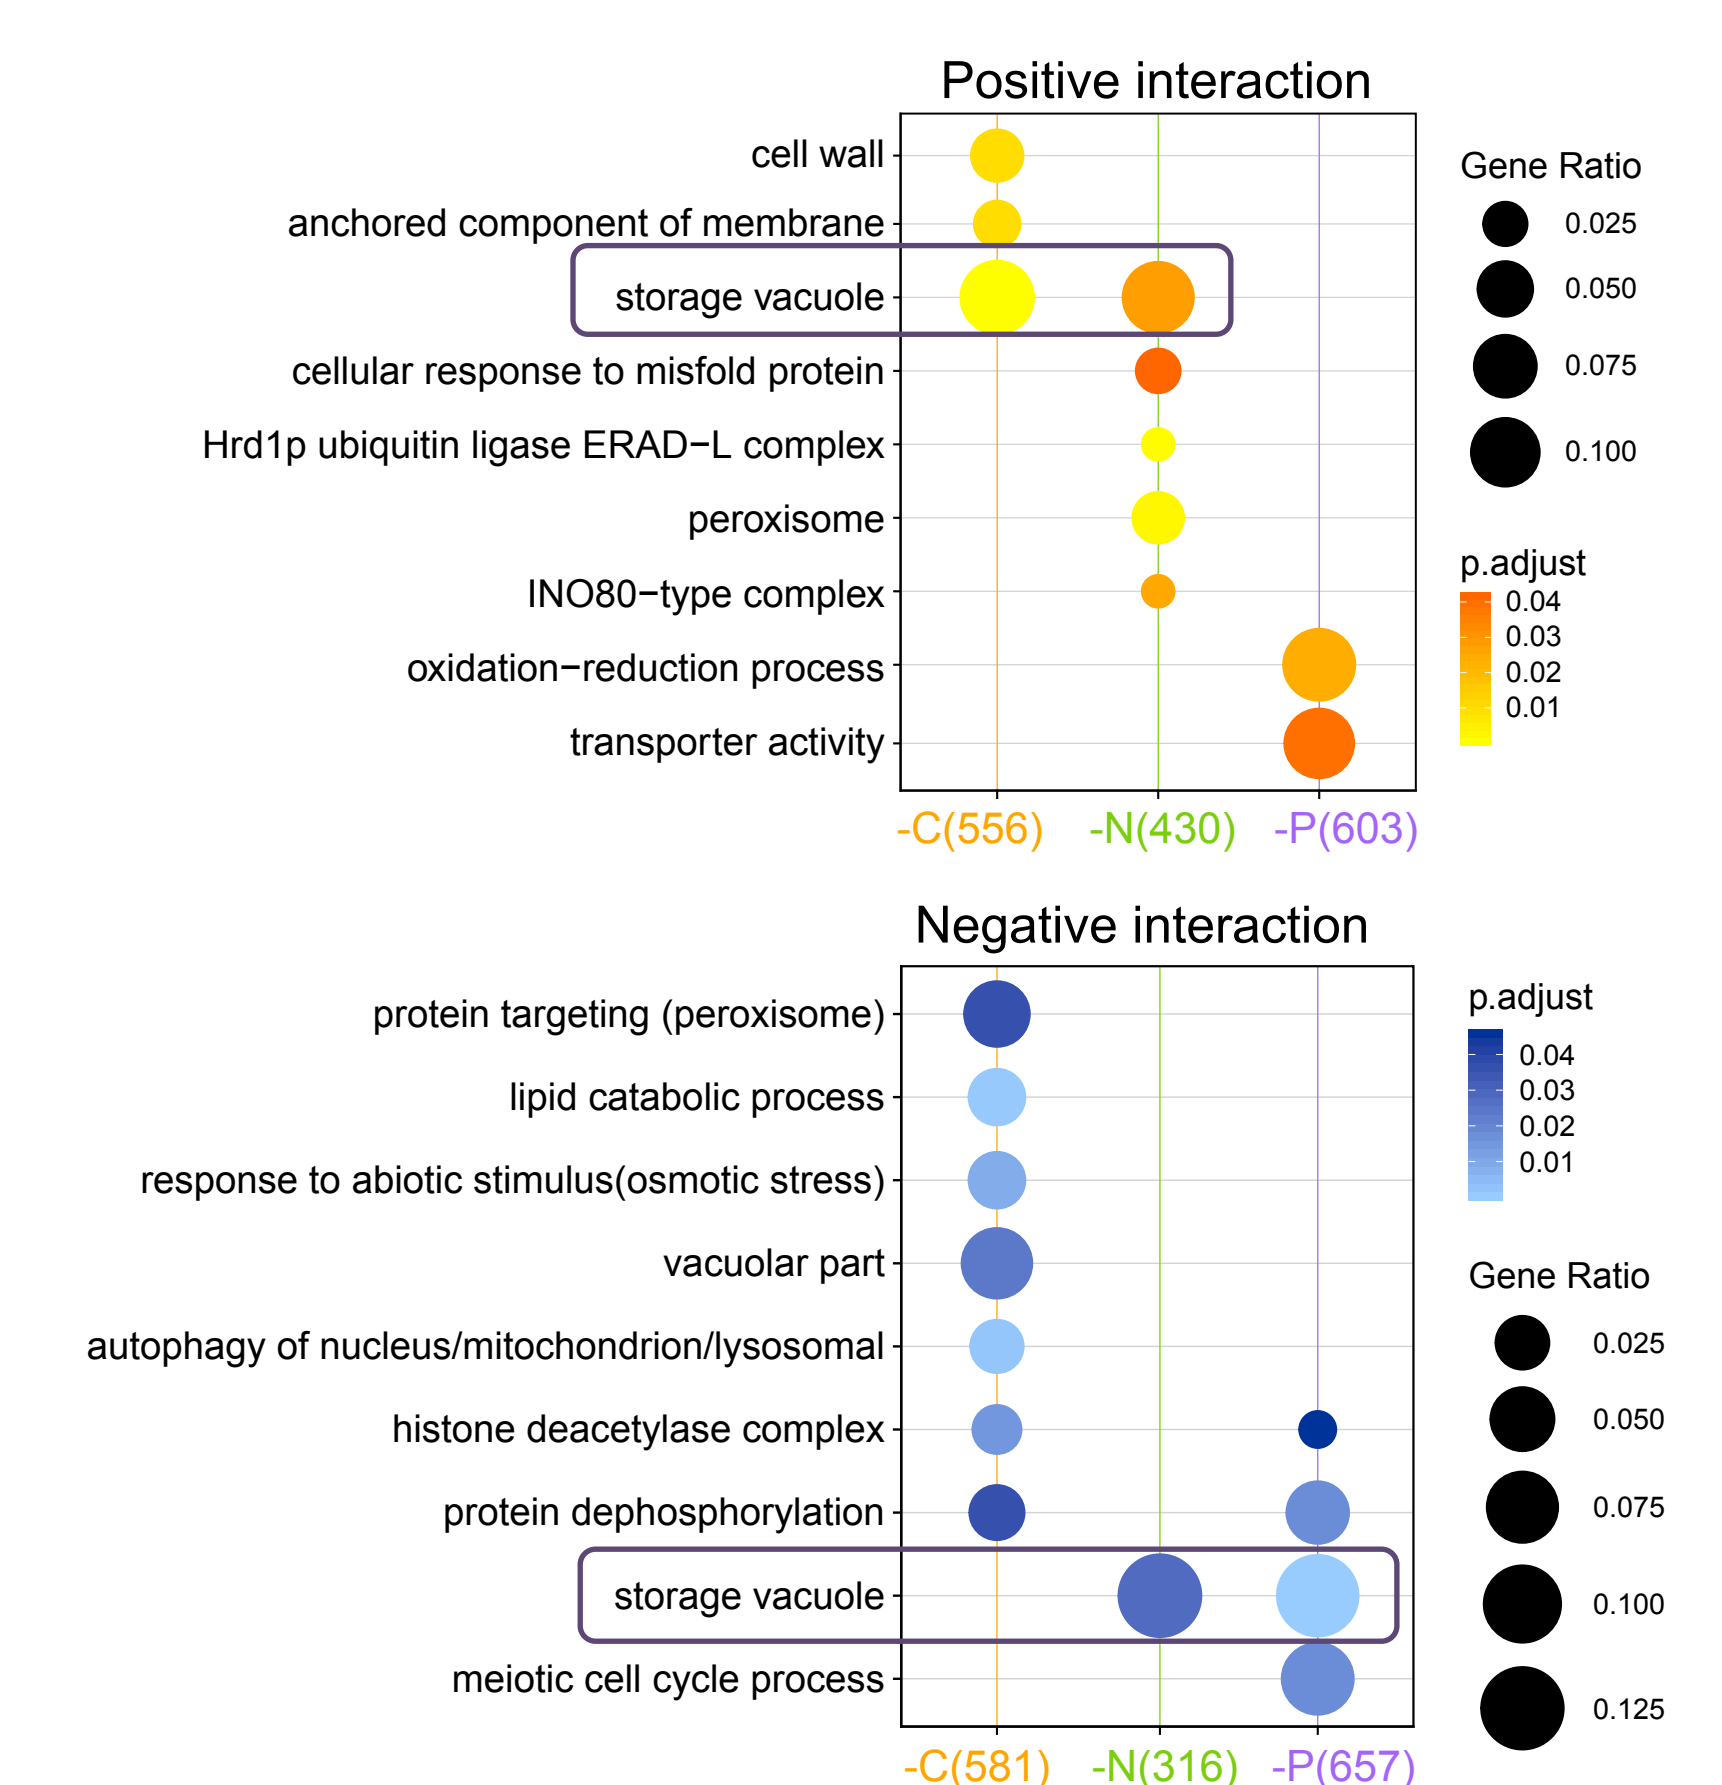 Positive interaction
cell wall
anchored component of membrane
storage vacuole
cellular response to misfold protein
Hrd1p ubiquitin ligase ERAD−L complex
peroxisome
INO80−type complex
oxidation−reduction process
transporter activity
-C(556) -N(430) -P(603)
Gene Ratio
0.025
0.050
0.075
0.100
p.adjust
0.04
0.03
0.02
0.01
Negative interaction
protein targeting (peroxisome)
lipid catabolic process
response to abiotic stimulus(osmotic stress)
vacuolar part
autophagy of nucleus/mitochondrion/lysosomal
histone deacetylase complex
protein dephosphorylation
storage vacuole
meiotic cell cycle process
-C(581) -N(316) -P(657)
p.adjust
0.04
0.03
0.02
0.01
Gene Ratio
0.025
0.050
0.075
0.100
0.125